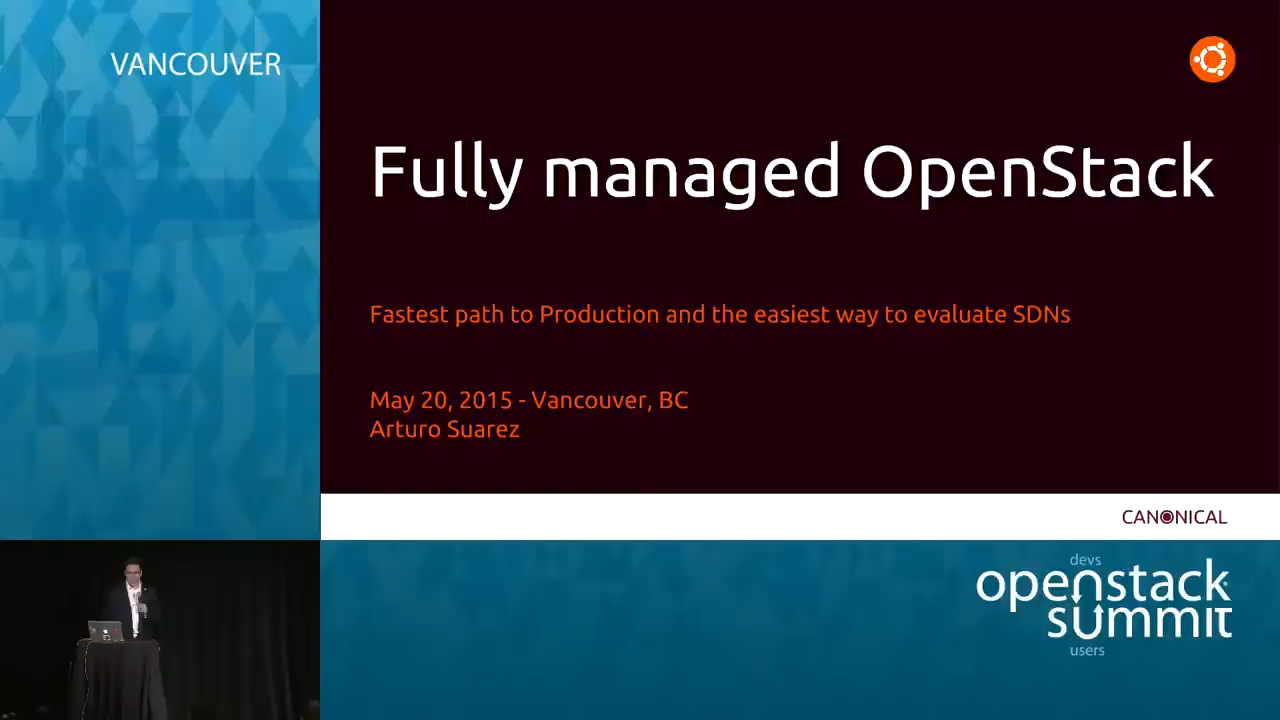 VANCOUVER
Fully managed OpenStack
Fastest path to Production and the easiest way to evaluate SDNs
May 20, 2015 - Vancouver, BC
Arturo Suarez
CANONICAL
devs
openstack
summit
users